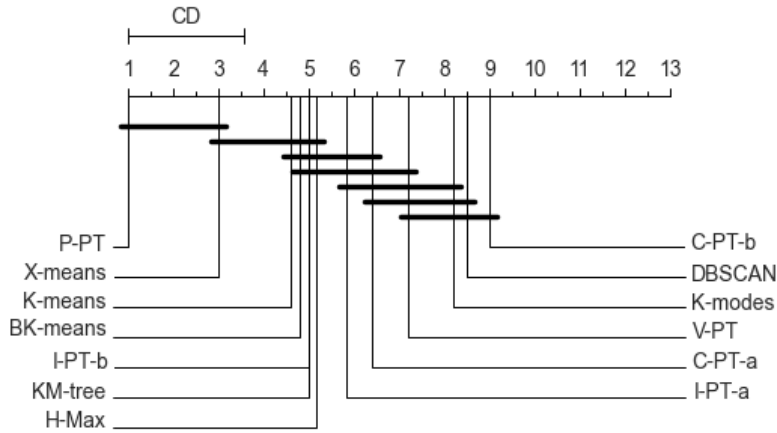 CD
1 2 3 4 5 6 7 8 9 10 11 12 13
P-PT
X-means
K-means
BK-means
I-PT-b
KM-tree
H-Max
C-PT-b
DBSCAN
K-modes
V-PT
C-PT-a
I-PT-a